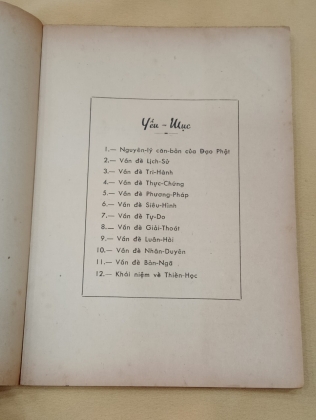 Yếu - Mục
1.— Nguyên-lý căn-bản của Đạo Phật
2.— Vấn đề Lịch-Sử
3.— Vấn đề Tri-Hành
4.— Vấn đề Thực-Chứng
5.— Vấn đề Phương-Pháp
6.— Vấn đề Siêu-Hình
7.— Vấn đề Tự-Do
8.— Vấn đề Giải-Thoát
9.— Vấn đề Luân-Hồi
10.— Vấn đề Nhân-Duyên
11.— Vấn đề Bản-Ngã
12.— Khái niệm về Thiền-Học